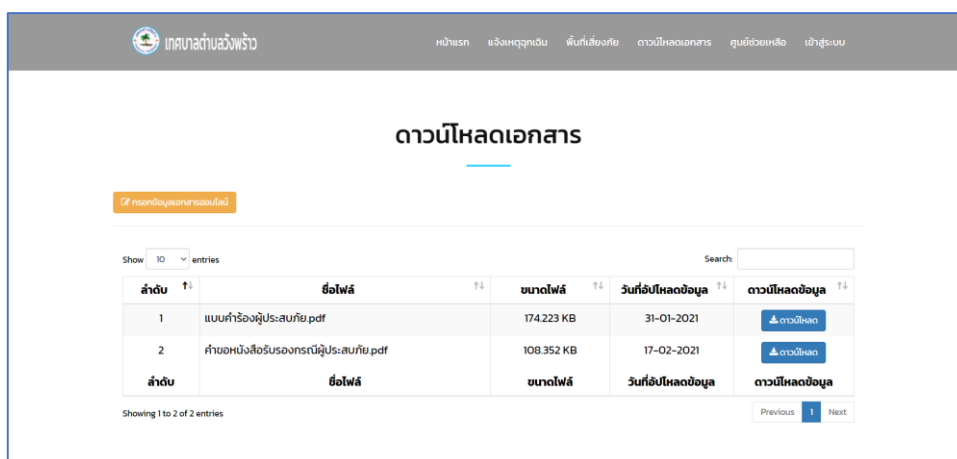 เทศบาลตำบลวังพร้าว หน้าแรก แจ้งเหตุฉุกเฉิน พื้นที่เสี่ยงภัย ดาวน์โหลดเอกสาร ศูนย์ช่วยเหลือ เข้าสู่ระบบ
ดาวน์โหลดเอกสาร
กรอกข้อมูลเอกสารออนไลน์
Show 10 entries Search:
ลำดับ ชื่อไฟล์ ขนาดไฟล์ วันที่อัปโหลดข้อมูล ดาวน์โหลดข้อมูล
1 แบบคำร้องผู้ประสบภัย.pdf 174.223 KB 31-01-2021 ดาวน์โหลด
2 คำขอหนังสือรับรองกรณีผู้ประสบภัย.pdf 108.352 KB 17-02-2021 ดาวน์โหลด
ลำดับ ชื่อไฟล์ ขนาดไฟล์ วันที่อัปโหลดข้อมูล ดาวน์โหลดข้อมูล
Showing 1 to 2 of 2 entries Previous 1 Next